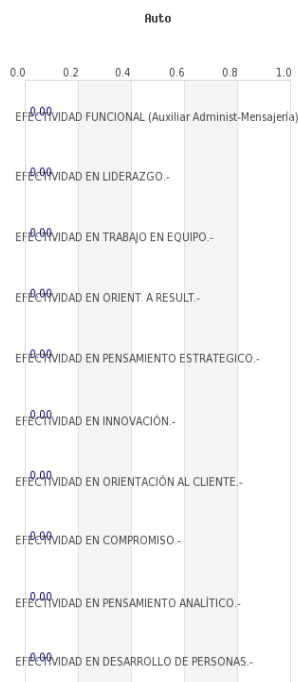 Auto
0.0 0.2 0.4 0.6 0.8 1.0
0.00
EFECTIVIDAD FUNCIONAL (Auxiliar Administ-Mensajería)
0.00
EFECTIVIDAD EN LIDERAZGO.-
0.00
EFECTIVIDAD EN TRABAJO EN EQUIPO.-
0.00
EFECTIVIDAD EN ORIENT. A RESULT.-
0.00
EFECTIVIDAD EN PENSAMIENTO ESTRATEGICO.-
0.00
EFECTIVIDAD EN INNOVACIÓN.-
0.00
EFECTIVIDAD EN ORIENTACIÓN AL CLIENTE.-
0.00
EFECTIVIDAD EN COMPROMISO.-
0.00
EFECTIVIDAD EN PENSAMIENTO ANALÍTICO.-
0.00
EFECTIVIDAD EN DESARROLLO DE PERSONAS.-